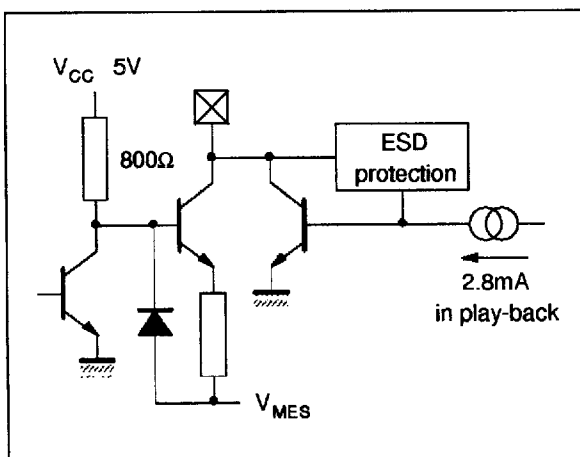 V_CC 5V
800Ω
ESD
protection
2.8mA
in play-back
V_MES